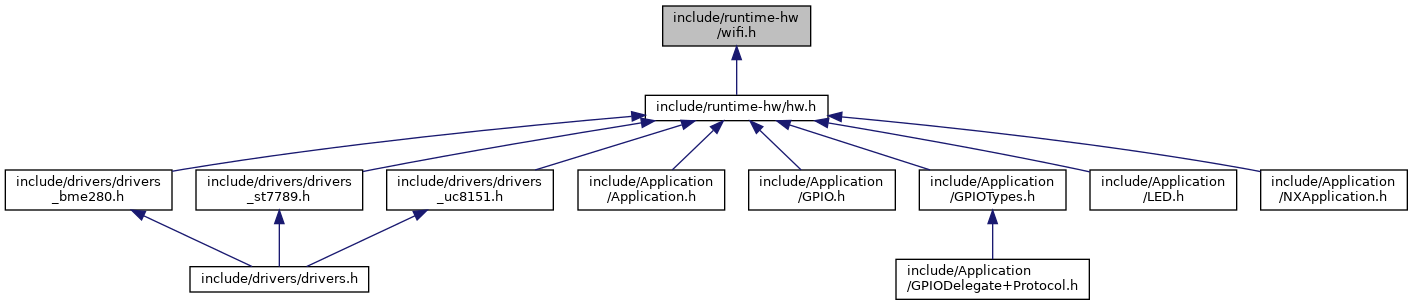 include/runtime-hw
/wifi.h
include/runtime-hw/hw.h
include/drivers/drivers
_bme280.h
include/drivers/drivers
_st7789.h
include/drivers/drivers
_uc8151.h
include/Application
/Application.h
include/Application
/GPIO.h
include/Application
/GPIOTypes.h
include/Application
/LED.h
include/Application
/NXApplication.h
include/drivers/drivers.h
include/Application
/GPIODelegate+Protocol.h